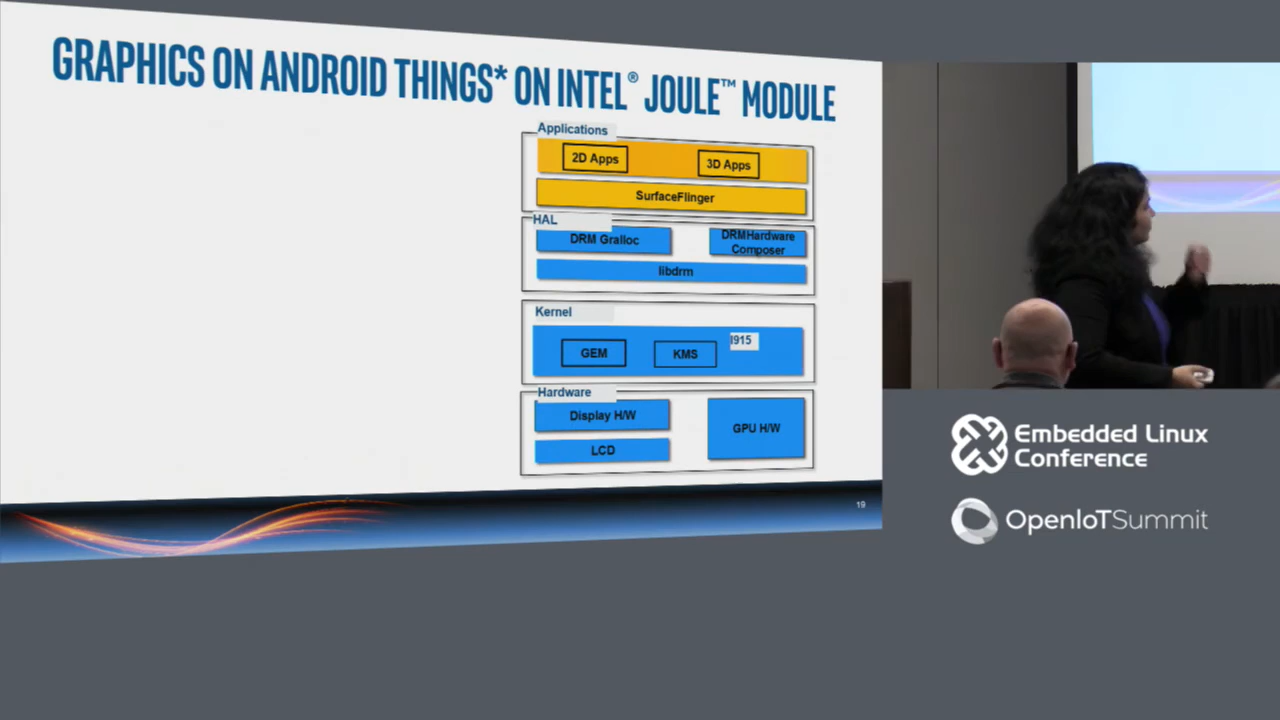 GRAPHICS ON ANDROID THINGS* ON INTEL® JOULE™ MODULE
Applications
2D Apps
3D Apps
SurfaceFlinger
HAL
DRM Gralloc
DRMHardware
Composer
libdrm
Kernel
GEM
KMS
I915
Hardware
Display H/W
GPU H/W
LCD
19
Embedded Linux
Conference
OpenIoTSummit